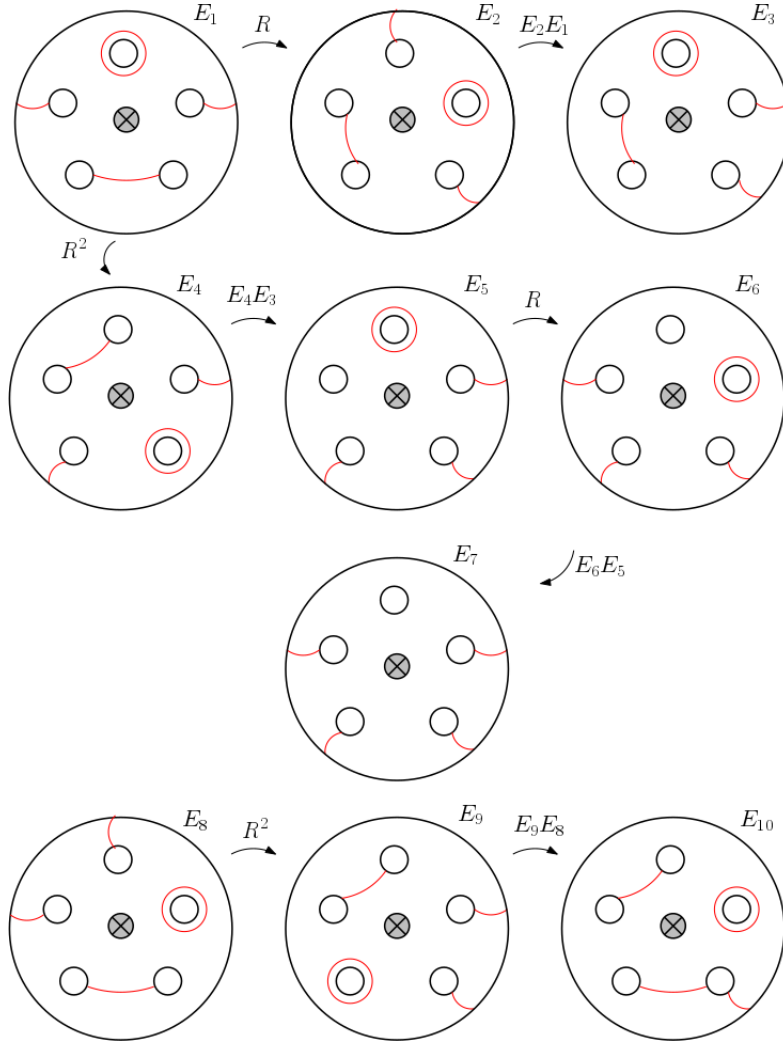 E₁ R E₂ E₂E₁ E₃
R² E₄ E₄E₃ E₅ R E₆
E₇ E₆E₅
E₈ R² E₉ E₉E₈ E₁₀